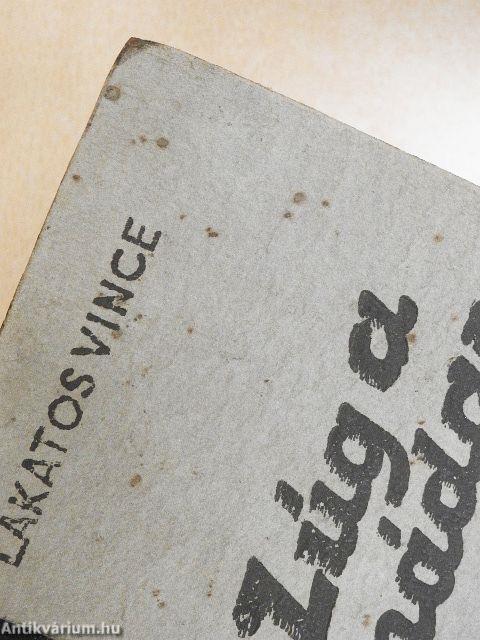 LAKATOS VINCE
Zúg a
Antikvárium.hu